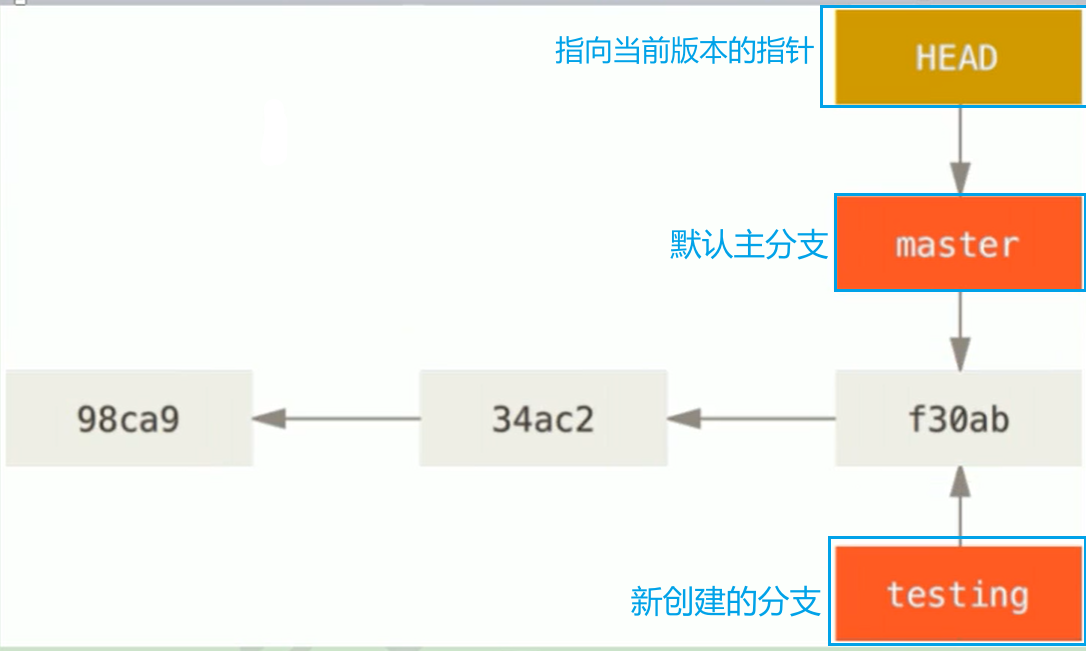 指向当前版本的指针
HEAD
默认主分支
master
98ca9
34ac2
f30ab
新创建的分支
testing